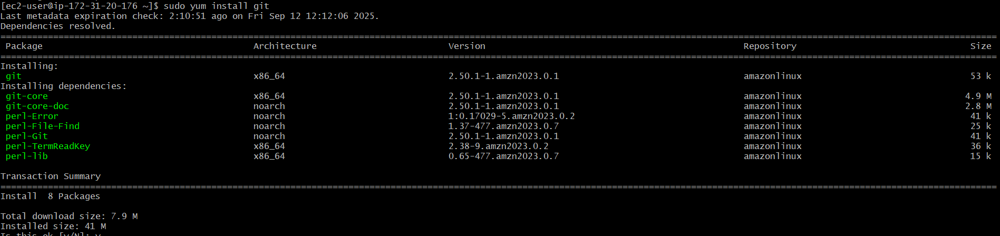 [ec2-user@ip-172-31-20-176 ~]$ sudo yum install git
Last metadata expiration check: 2:10:51 ago on Fri Sep 12 12:12:06 2025.
Dependencies resolved.
================================================================================
Package Architecture Version Repository Size
================================================================================
Installing:
git x86_64 2.50.1-1.amzn2023.0.1 amazonlinux 53 k
Installing dependencies:
git-core x86_64 2.50.1-1.amzn2023.0.1 amazonlinux 4.9 M
git-core-doc noarch 2.50.1-1.amzn2023.0.1 amazonlinux 2.8 M
perl-Error noarch 1:0.17029-5.amzn2023.0.2 amazonlinux 41 k
perl-File-Find noarch 1.37-477.amzn2023.0.7 amazonlinux 25 k
perl-Git noarch 2.50.1-1.amzn2023.0.1 amazonlinux 41 k
perl-TermReadKey x86_64 2.38-9.amzn2023.0.2 amazonlinux 36 k
perl-lib x86_64 0.65-477.amzn2023.0.7 amazonlinux 15 k
Transaction Summary
================================================================================
Install 8 Packages
Total download size: 7.9 M
Installed size: 41 M
Is this ok [y/N]: y